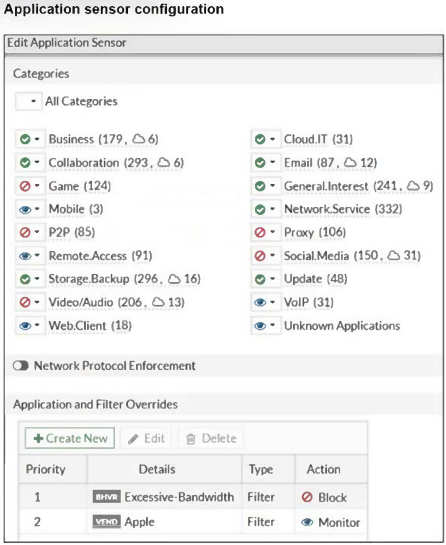 Application sensor configuration
Edit Application Sensor
Categories
All Categories
Business (179, 6)
Cloud.IT (31)
Collaboration (293, 6)
Email (87, 12)
Game (124)
General.Interest (241, 9)
Mobile (3)
Network.Service (332)
P2P (85)
Proxy (106)
Remote.Access (91)
Social.Media (150, 31)
Storage.Backup (296, 16)
Update (48)
Video/Audio (206, 13)
VoIP (31)
Web.Client (18)
Unknown Applications
Network Protocol Enforcement
Application and Filter Overrides
+ Create New Edit Delete
Priority Details Type Action
1 BHVR Excessive-Bandwidth Filter Block
2 VEND Apple Filter Monitor